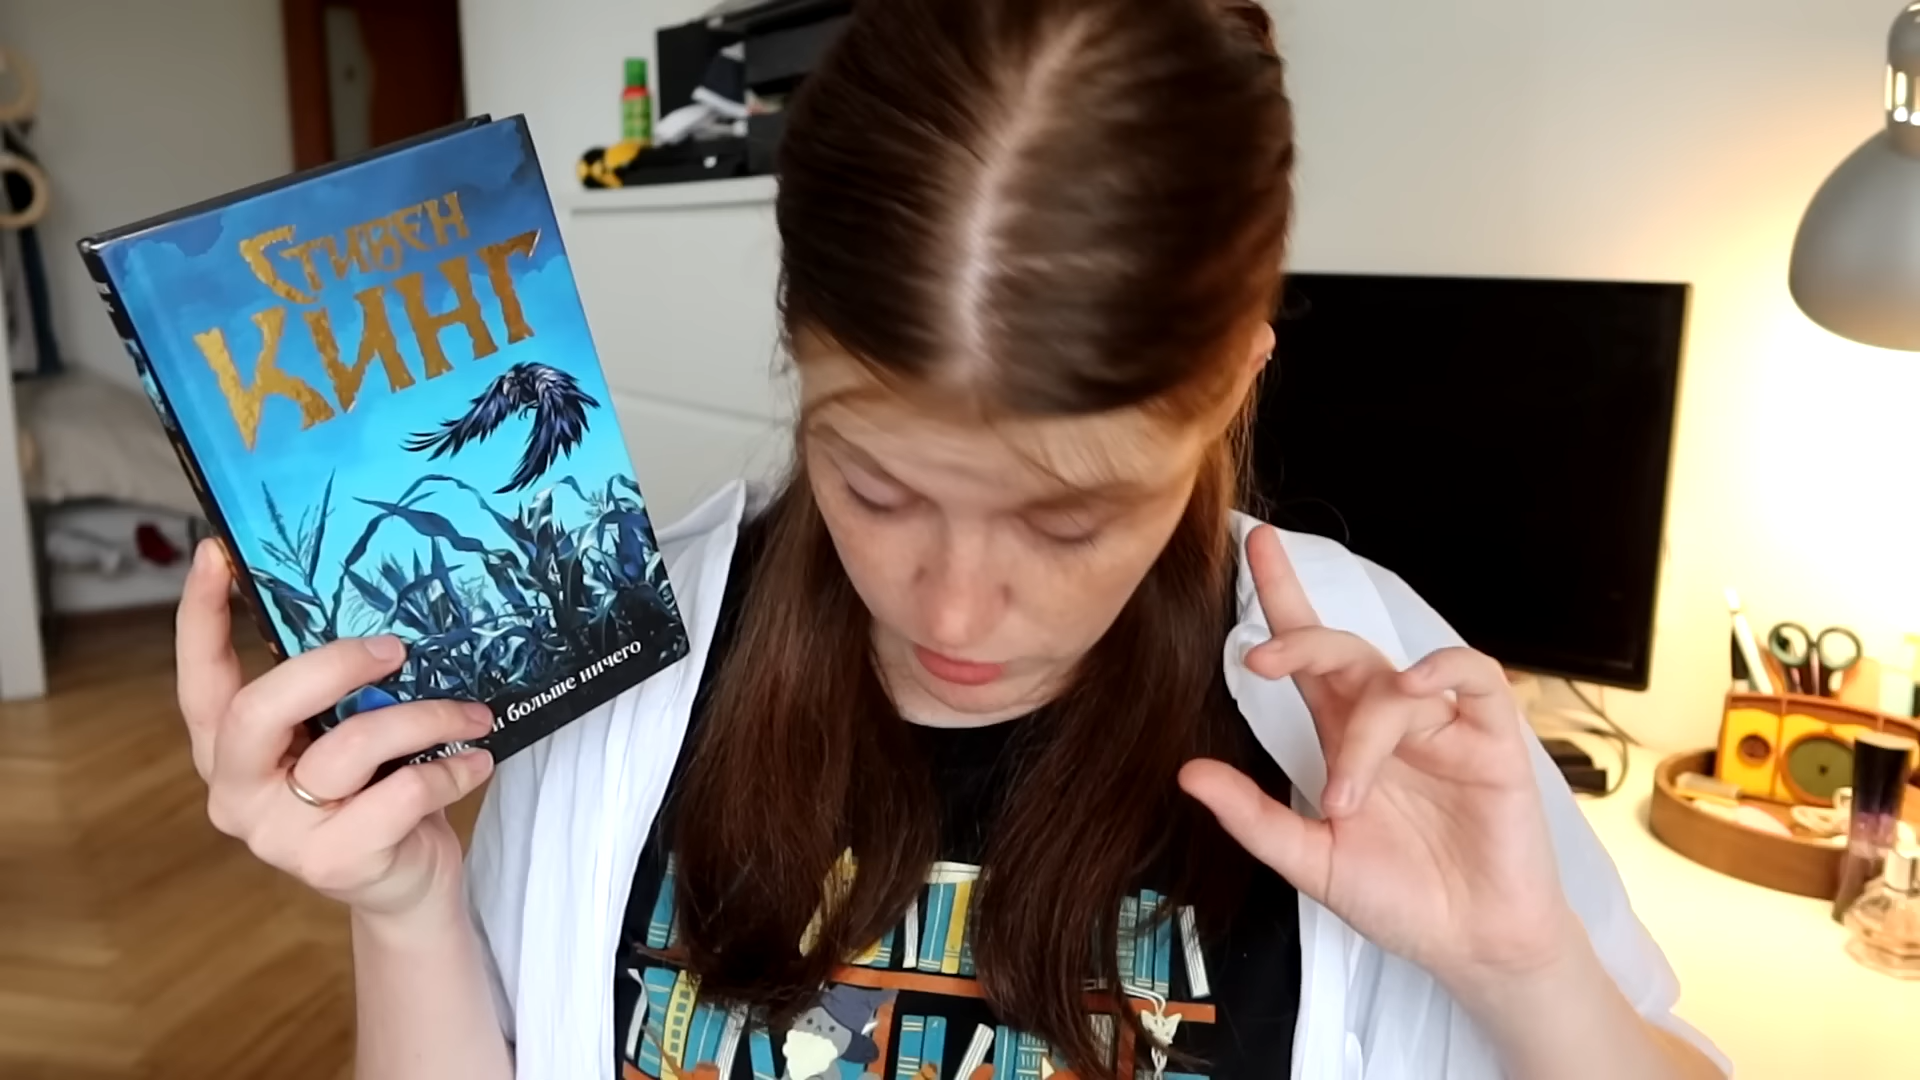 Стивен
Кинг
и больше ничего